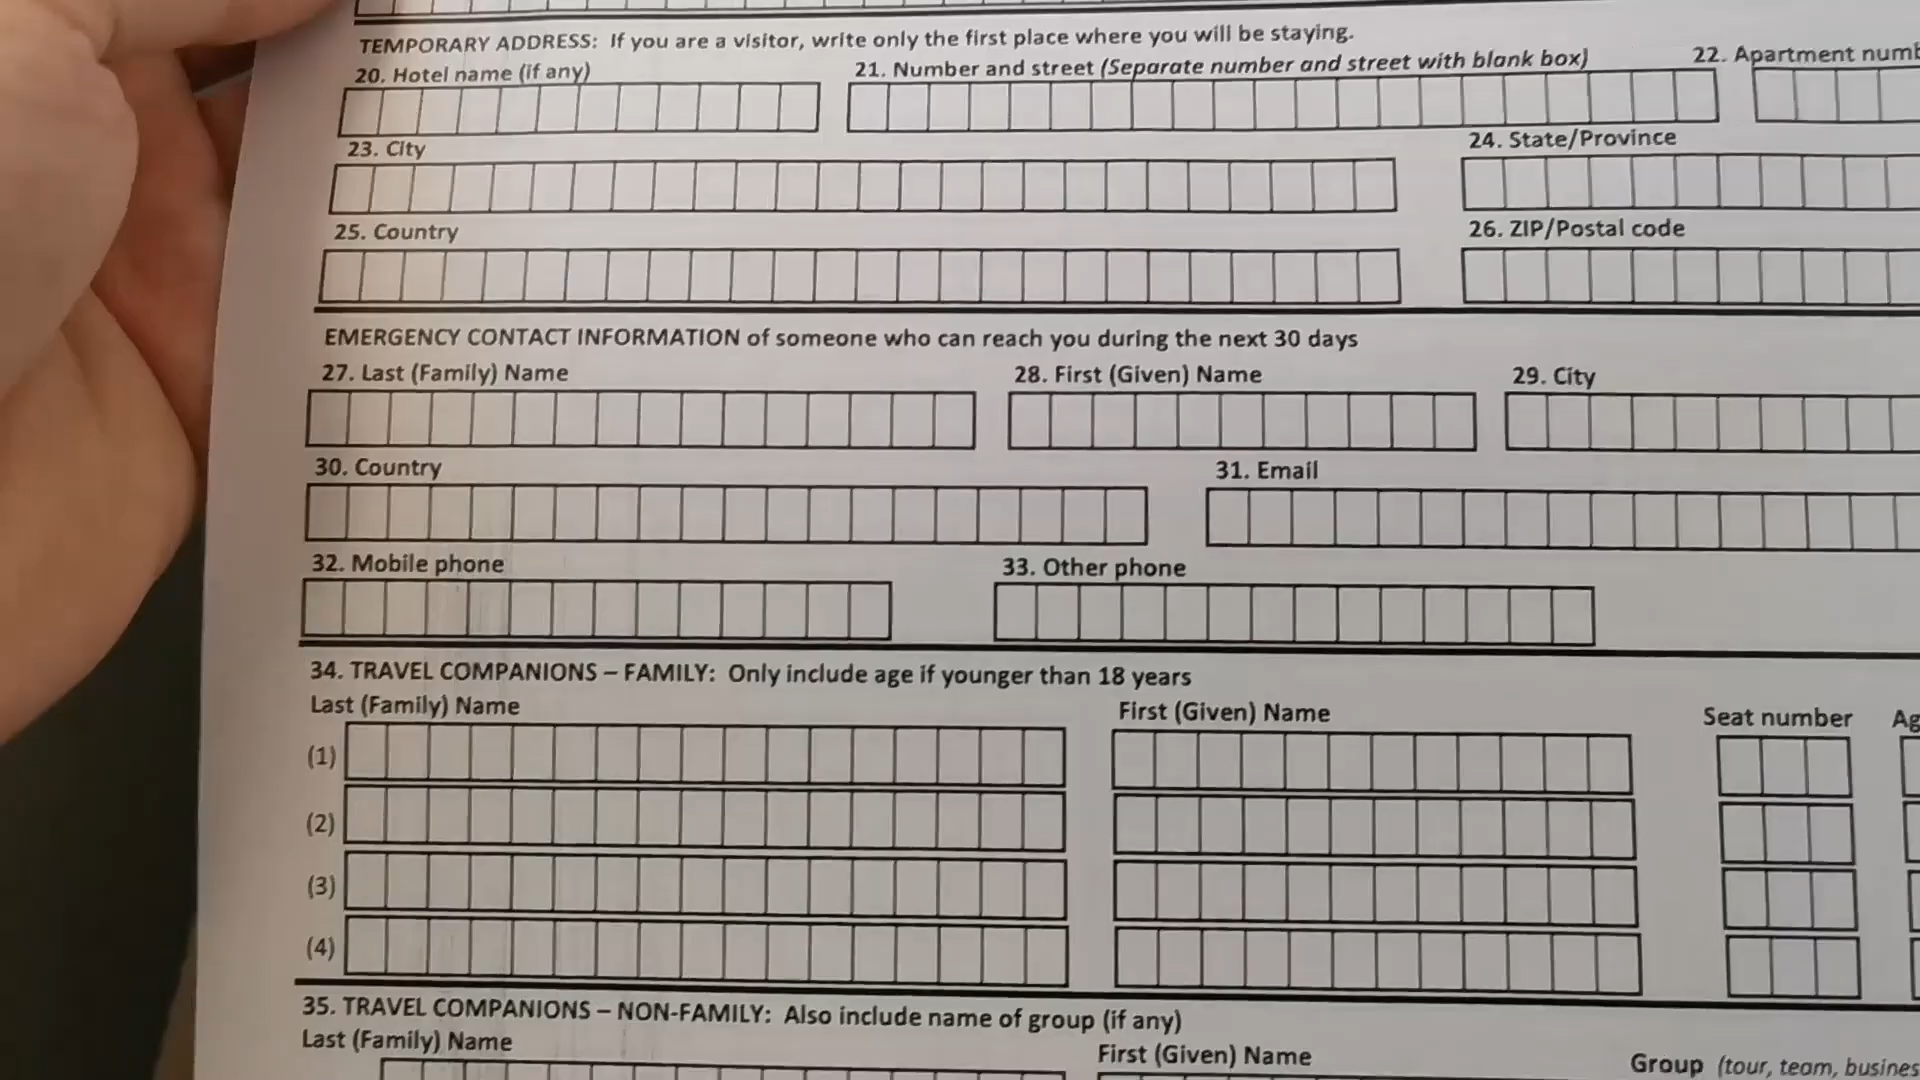 TEMPORARY ADDRESS: If you are a visitor, write only the first place where you will be staying.
20. Hotel name (if any) 21. Number and street (Separate number and street with blank box) 22. Apartment numb
23. City 24. State/Province
25. Country 26. ZIP/Postal code
EMERGENCY CONTACT INFORMATION of someone who can reach you during the next 30 days
27. Last (Family) Name 28. First (Given) Name 29. City
30. Country 31. Email
32. Mobile phone 33. Other phone
34. TRAVEL COMPANIONS – FAMILY: Only include age if younger than 18 years
Last (Family) Name First (Given) Name Seat number Ag
(1)
(2)
(3)
(4)
35. TRAVEL COMPANIONS – NON-FAMILY: Also include name of group (if any)
Last (Family) Name First (Given) Name Group (tour, team, busines